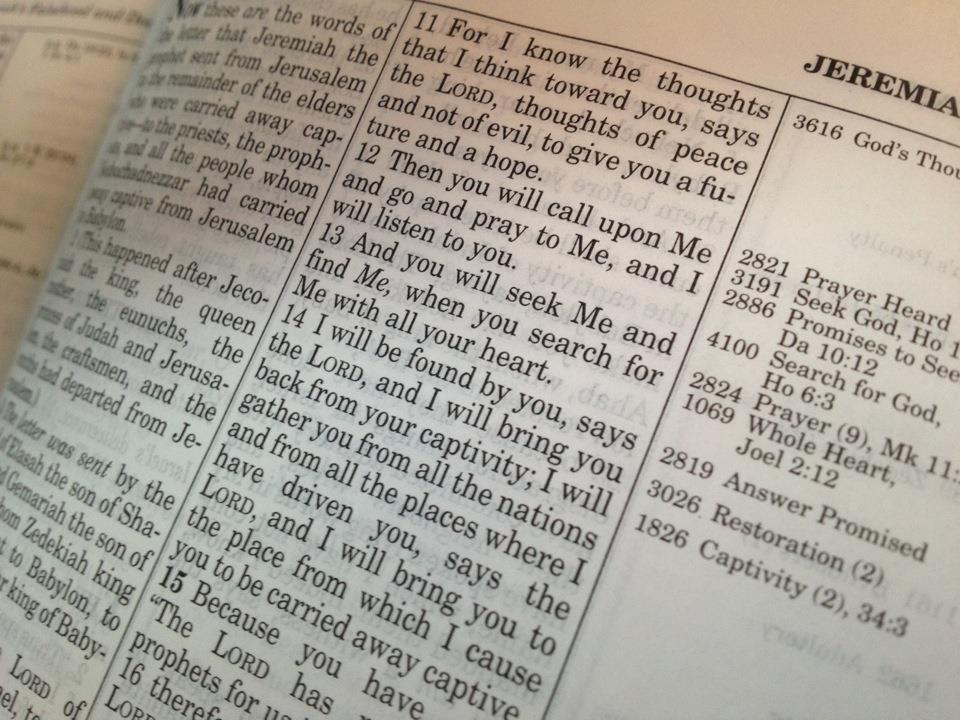 Now these are the words of
the letter that Jeremiah the
prophet sent from Jerusalem
to the remainder of the elders
who were carried away cap-
to the priests, the proph-
and all the people whom
Nebuchadnezzar had carried
away captive from Jerusalem
Babylon.
(This happened after Jeco-
the king, the queen
the eunuchs, the
of Judah and Jerusa-
the craftsmen, and the
had departed from Je-
The letter was sent by the
of Elasah the son of Sha-
Gemariah the son of
whom Zedekiah king
to Babylon, to
king of Baby-
LORD of
11 For I know the thoughts
that I think toward you, says
the LORD, thoughts of peace
and not of evil, to give you a fu-
ture and a hope.
12 Then you will call upon Me
and go and pray to Me, and I
will listen to you.
13 And you will seek Me and
find Me, when you search for
Me with all your heart.
14 I will be found by you, says
the LORD, and I will bring you
back from your captivity; I will
gather you from all the nations
and from all the places where I
have driven you, says the
LORD, and I will bring you to
the place from which I cause
you to be carried away captive
15 Because you have
"The LORD has
prophets for us
16 theref
LORD
JEREMIA
3616 God's Thou
2821 Prayer Heard
3191 Seek God, Ho 1
2886 Promises to See
Da 10:12
4100 Search for God,
Ho 6:3
2824 Prayer (9), Mk 11:
1069 Whole Heart,
Joel 2:12
2819 Answer Promised
3026 Restoration (2)
1826 Captivity (2), 34:3